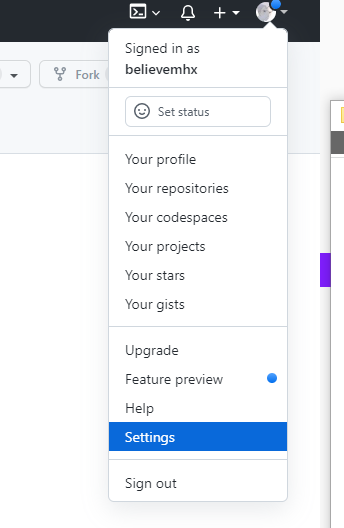 Fork
Signed in as
believemhx
Set status
Your profile
Your repositories
Your codespaces
Your projects
Your stars
Your gists
Upgrade
Feature preview
Help
Settings
Sign out